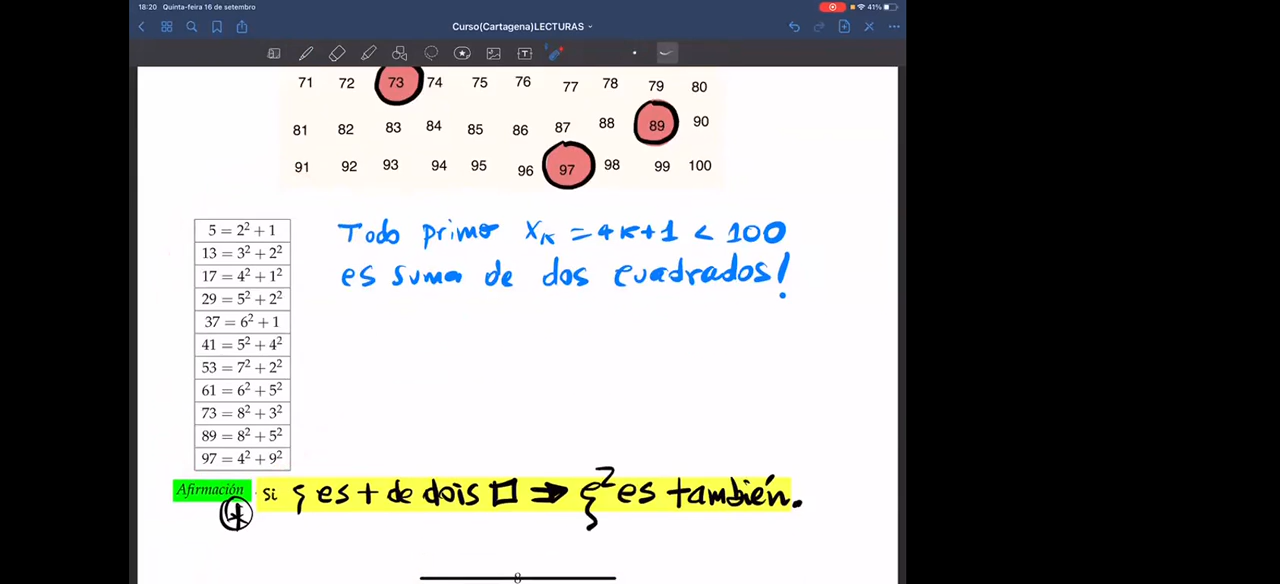 18:20 Quinta-feira 16 de setembro
41%
Curso(Cartagena)LECTURAS
71 72 73 74 75 76 77 78 79 80
81 82 83 84 85 86 87 88 89 90
91 92 93 94 95 96 97 98 99 100
5 = 2² + 1
13 = 3² + 2²
17 = 4² + 1²
29 = 5² + 2²
37 = 6² + 1
41 = 5² + 4²
53 = 7² + 2²
61 = 6² + 5²
73 = 8² + 3²
89 = 8² + 5²
97 = 4² + 9²
Todo primo Xₖ = 4k+1 < 100
es suma de dos cuadrados!
Afirmación. si ξ es + de dois □ ⇒ ξ² es también.
4
8